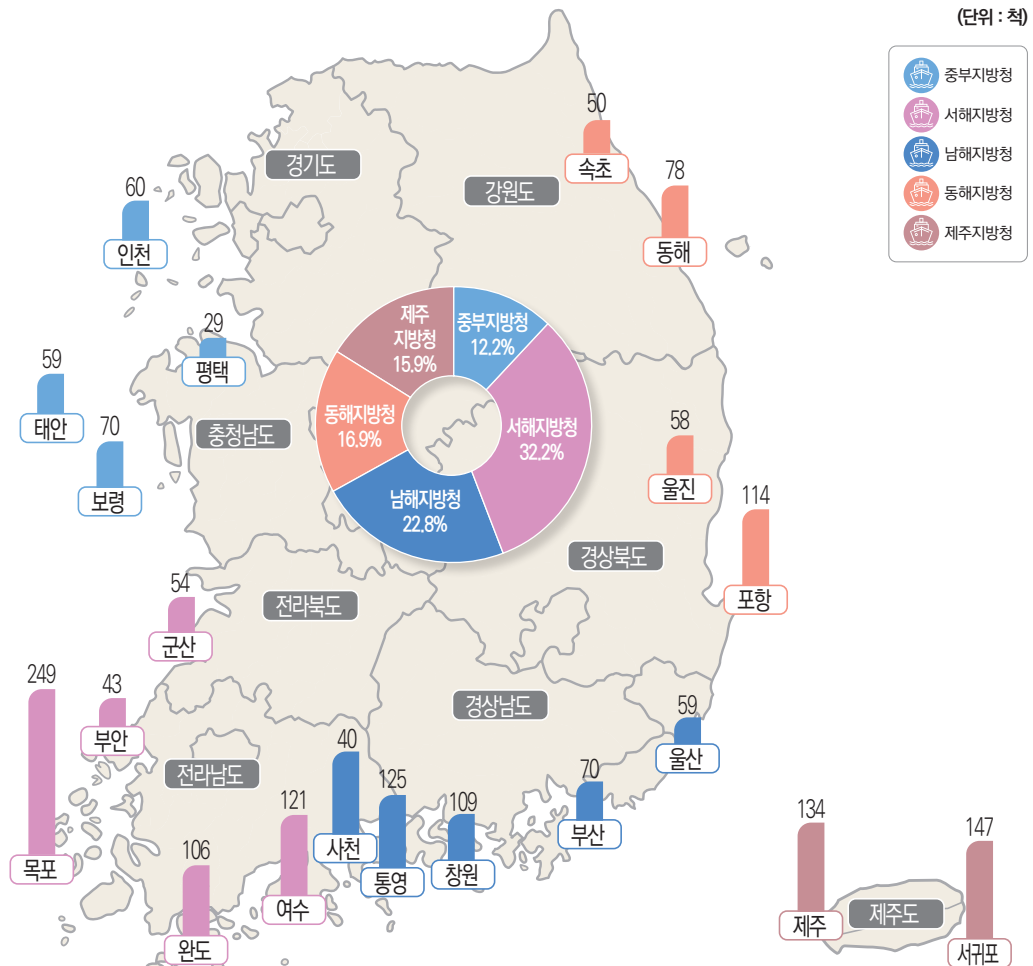 (단위 : 척)
중부지방청
서해지방청
남해지방청
동해지방청
제주지방청
경기도
강원도
충청남도
경상북도
전라북도
경상남도
전라남도
제주도
50
속초
78
동해
60
인천
29
평택
59
태안
70
보령
58
울진
114
포항
54
군산
249
목포
43
부안
106
완도
121
여수
40
사천
125
통영
109
창원
70
부산
59
울산
134
제주
147
서귀포
중부지방청
12.2%
서해지방청
32.2%
남해지방청
22.8%
동해지방청
16.9%
제주
지방청
15.9%